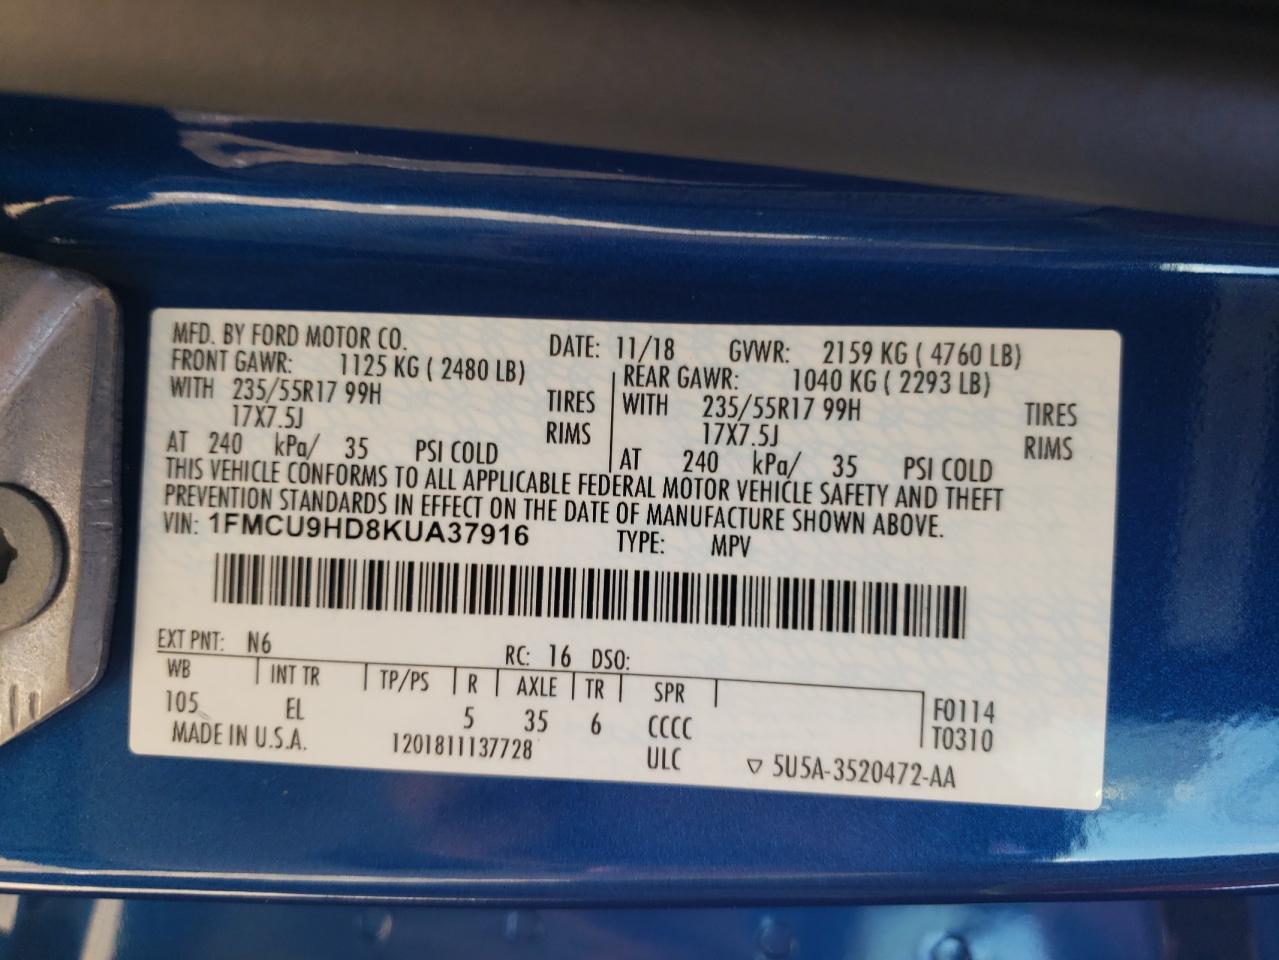 MFD. BY FORD MOTOR CO. DATE: 11/18 GVWR: 2159 KG ( 4760 LB)
FRONT GAWR: 1125 KG ( 2480 LB) REAR GAWR: 1040 KG ( 2293 LB)
WITH 235/55R17 99H TIRES WITH 235/55R17 99H TIRES
17X7.5J RIMS 17X7.5J RIMS
AT 240 kPa/ 35 PSI COLD AT 240 kPa/ 35 PSI COLD
THIS VEHICLE CONFORMS TO ALL APPLICABLE FEDERAL MOTOR VEHICLE SAFETY AND THEFT
PREVENTION STANDARDS IN EFFECT ON THE DATE OF MANUFACTURE SHOWN ABOVE.
VIN: 1FMCU9HD8KUA37916 TYPE: MPV
EXT PNT: N6 RC: 16 DSO:
WB INT TR TP/PS R AXLE TR SPR
105 EL 5 35 6 CCCC F0114
ULC T0310
MADE IN U.S.A. 1201811137728 ▽ 5U5A-3520472-AA